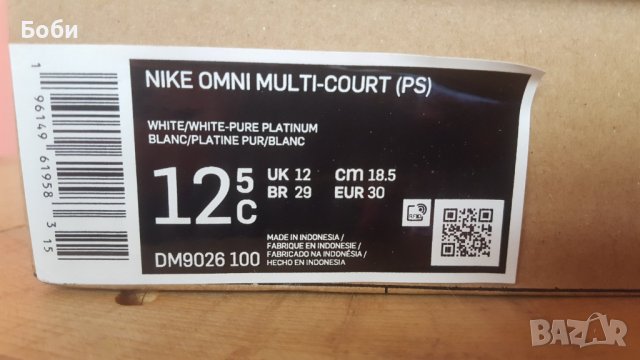 Боби
NIKE OMNI MULTI-COURT (PS)
WHITE/WHITE-PURE PLATINUM
BLANC/PLATINE PUR/BLANC
12 5 C
UK 12 CM 18.5
BR 29 EUR 30
MADE IN INDONESIA/
FABRIQUE EN INDONESIE/
FABRICADO NA INDONÉSIA/
HECHO EN INDONESIA
DM9026 100
1 96149 61958 315
BAZAR